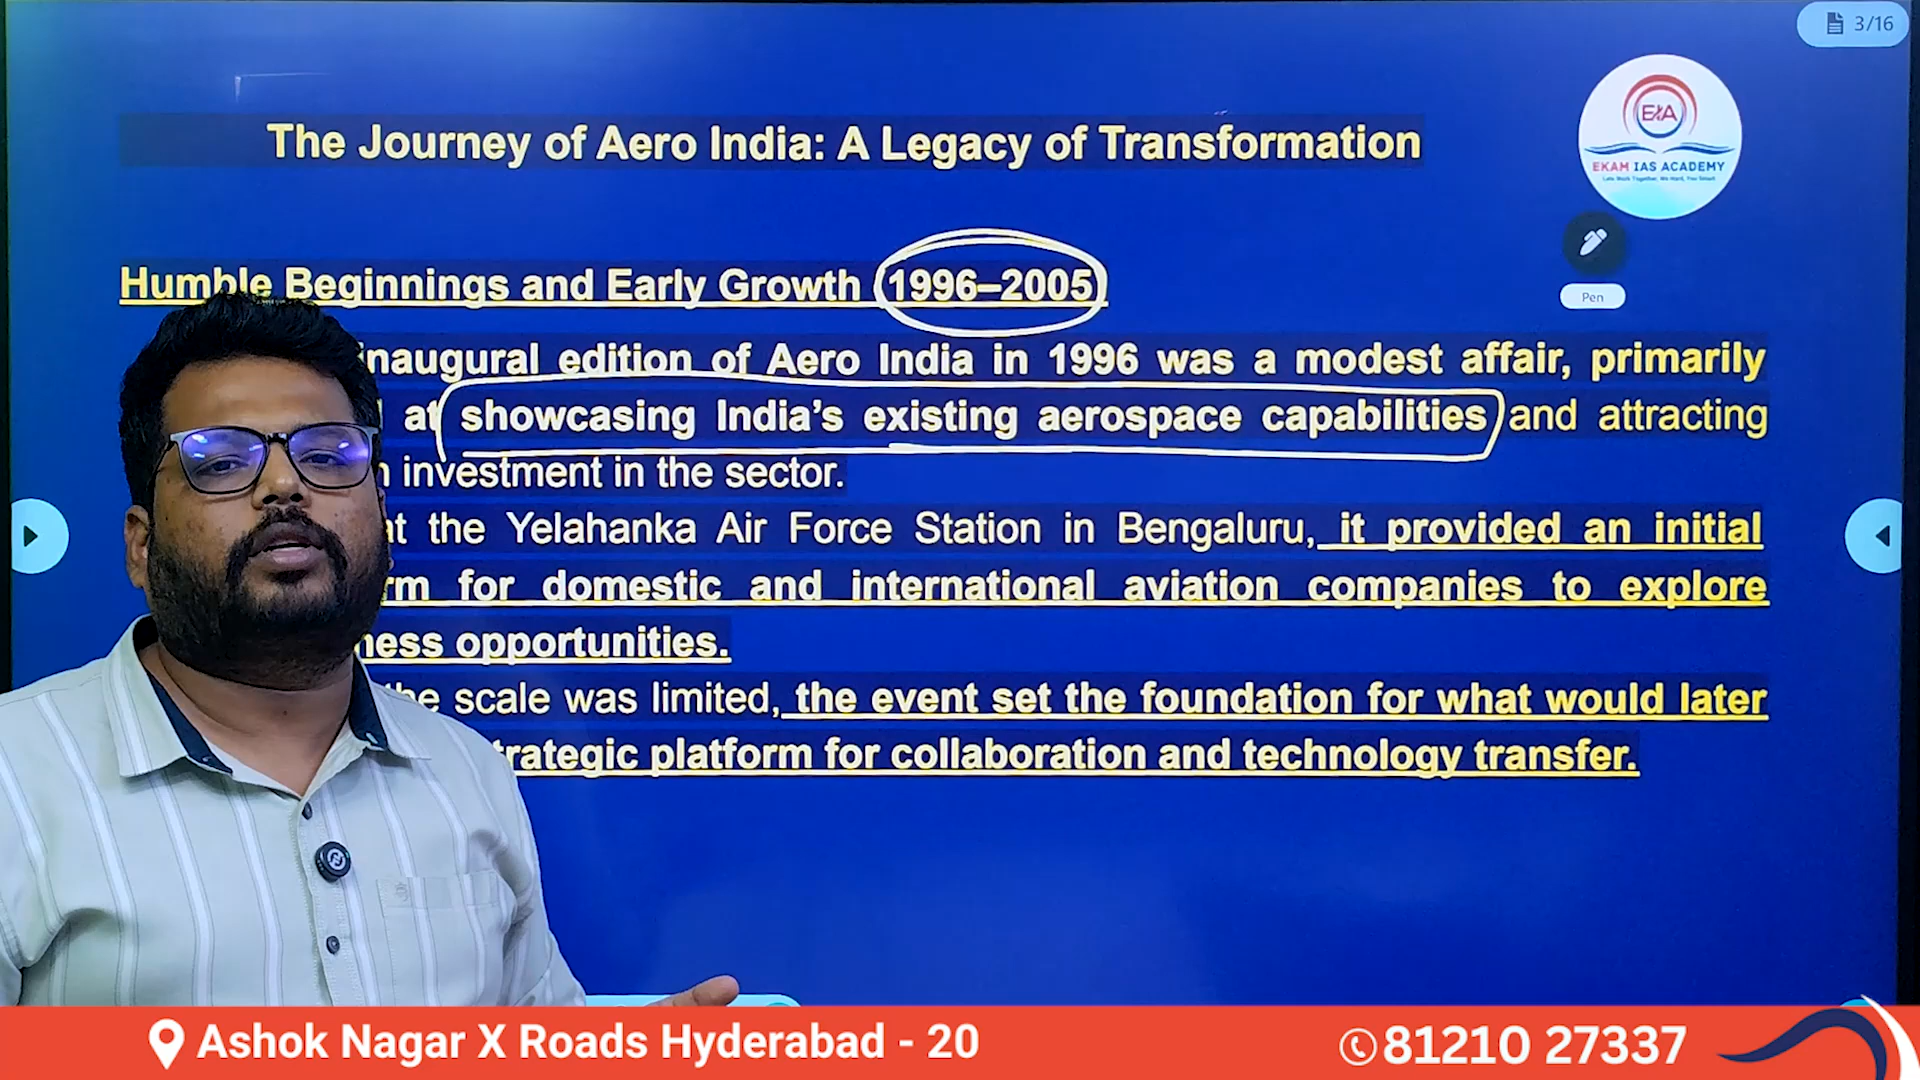 3/16
The Journey of Aero India: A Legacy of Transformation
EKAM IAS ACADEMY
Pen
Humble Beginnings and Early Growth (1996–2005)
inaugural edition of Aero India in 1996 was a modest affair, primarily
at showcasing India's existing aerospace capabilities and attracting
investment in the sector.
the Yelahanka Air Force Station in Bengaluru, it provided an initial
for domestic and international aviation companies to explore
opportunities.
scale was limited, the event set the foundation for what would later
platform for collaboration and technology transfer.
Ashok Nagar X Roads Hyderabad - 20
81210 27337